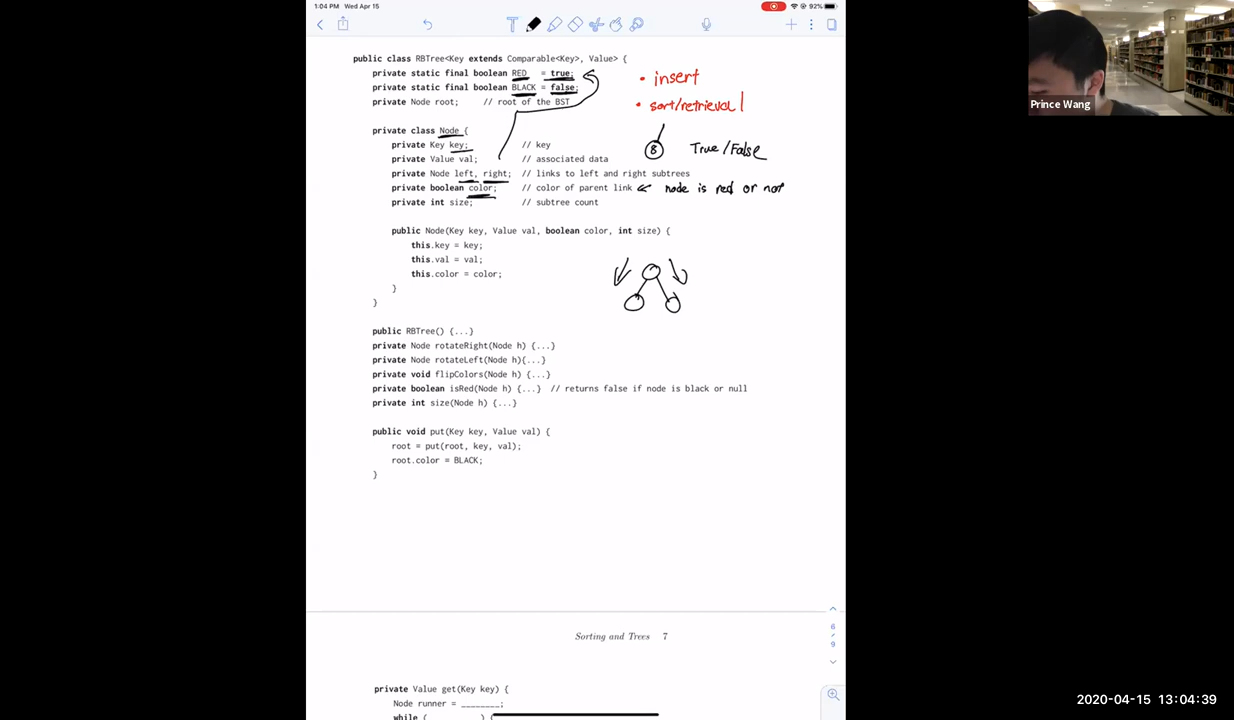 1:04 PM Wed Apr 15
92%
public class RBTree<Key extends Comparable<Key>, Value> {
private static final boolean RED = true;
private static final boolean BLACK = false;
private Node root; // root of the BST
• insert
• sort/retrieval
private class Node {
private Key key; // key
private Value val; // associated data
private Node left, right; // links to left and right subtrees
private boolean color; // color of parent link ← node is red or not
private int size; // subtree count
8 True/False
public Node(Key key, Value val, boolean color, int size) {
this.key = key;
this.val = val;
this.color = color;
}
}
public RBTree() {...}
private Node rotateRight(Node h) {...}
private Node rotateLeft(Node h){...}
private void flipColors(Node h) {...}
private boolean isRed(Node h) {...} // returns false if node is black or null
private int size(Node h) {...}
public void put(Key key, Value val) {
root = put(root, key, val);
root.color = BLACK;
}
6
/
9
Sorting and Trees 7
private Value get(Key key) {
Node runner = ________;
while (________) {
Prince Wang
2020-04-15 13:04:39